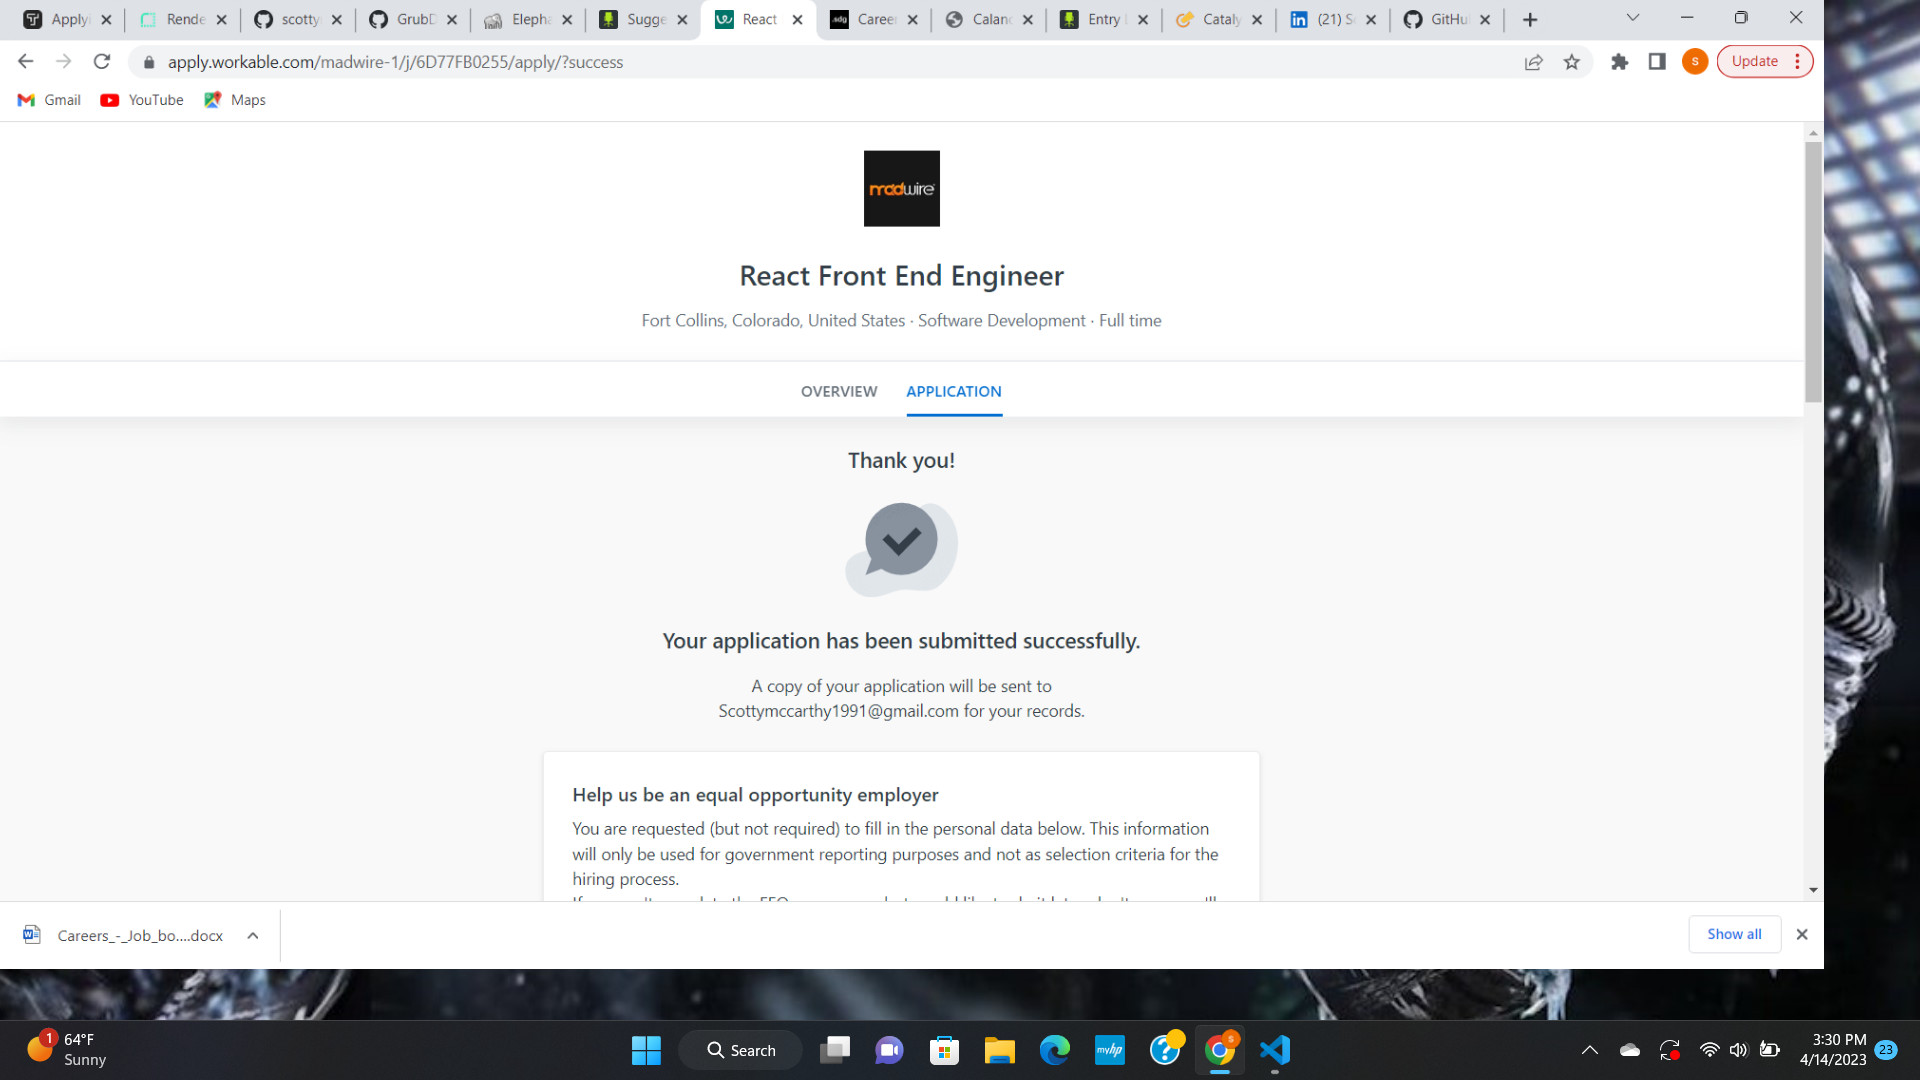 Applyi
Rende
scotty
GrubD
Elepha
Sugge
React
sdg
Career
Calanc
Entry L
Cataly
in
(21) Se
GitHu
apply.workable.com/madwire-1/j/6D77FB0255/apply/?success
S
Update
Gmail
YouTube
Maps
madwire
React Front End Engineer
Fort Collins, Colorado, United States · Software Development · Full time
OVERVIEW
APPLICATION
Thank you!
Your application has been submitted successfully.
A copy of your application will be sent to
Scottymccarthy1991@gmail.com for your records.
Help us be an equal opportunity employer
You are requested (but not required) to fill in the personal data below. This information
will only be used for government reporting purposes and not as selection criteria for the
hiring process.
Careers_-_Job_bo....docx
Show all
1
64°F
Sunny
Search
myhp
S
3:30 PM
4/14/2023
23